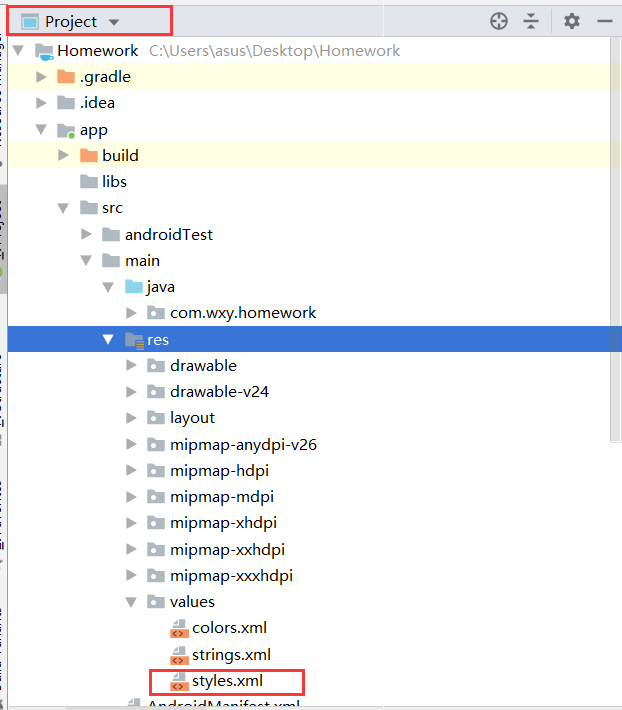 Project
Homework C:\Users\asus\Desktop\Homework
.gradle
.idea
app
build
libs
src
androidTest
main
java
com.wxy.homework
res
drawable
drawable-v24
layout
mipmap-anydpi-v26
mipmap-hdpi
mipmap-mdpi
mipmap-xhdpi
mipmap-xxhdpi
mipmap-xxxhdpi
values
colors.xml
strings.xml
styles.xml
AndroidManifest.xml